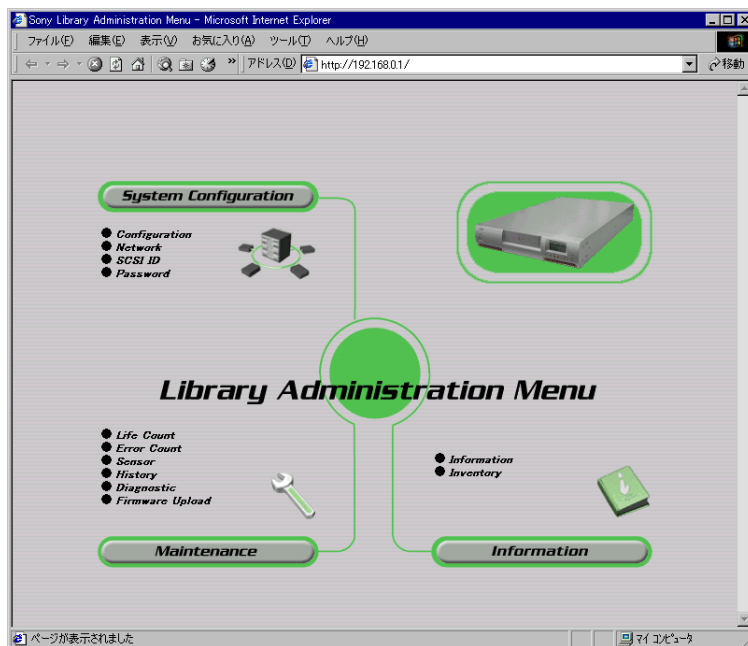 Sony Library Administration Menu - Microsoft Internet Explorer
ファイル(F) 編集(E) 表示(V) お気に入り(A) ツール(T) ヘルプ(H)
» アドレス(D) http://192.168.0.1/ 移動
System Configuration
Configuration
Network
SCSI ID
Password
Library Administration Menu
Life Count
Error Count
Sensor
History
Diagnostic
Firmware Upload
Information
Inventory
Maintenance
Information
ページが表示されました
マイ コンピュータ